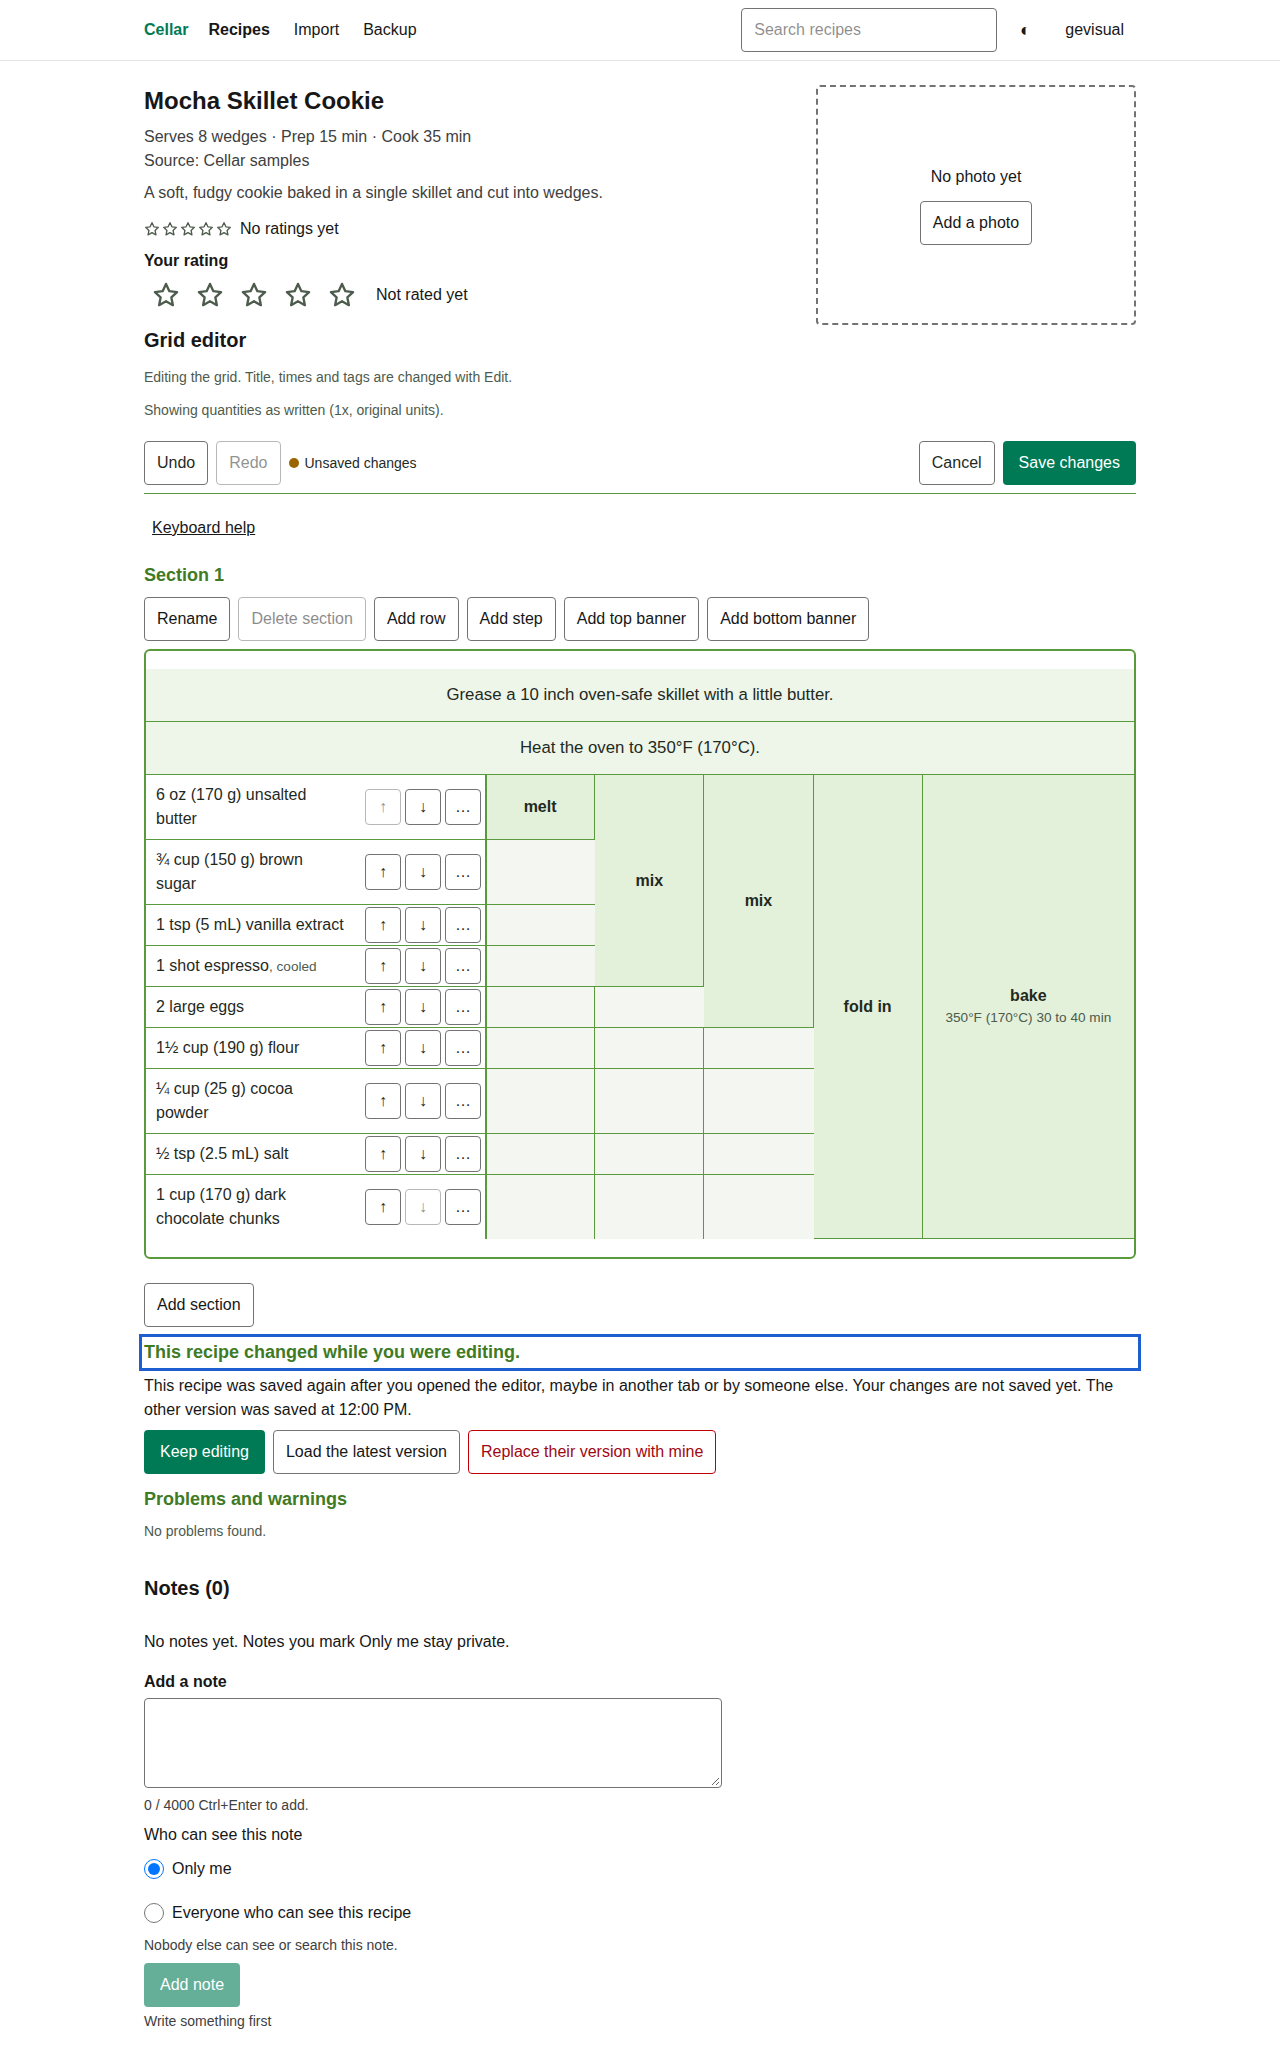 Cellar Recipes Import Backup Search recipes gevisual
Mocha Skillet Cookie
Serves 8 wedges · Prep 15 min · Cook 35 min
Source: Cellar samples
A soft, fudgy cookie baked in a single skillet and cut into wedges.
No ratings yet
Your rating
Not rated yet
No photo yet
Add a photo
Grid editor
Editing the grid. Title, times and tags are changed with Edit.
Showing quantities as written (1x, original units).
Undo Redo Unsaved changes Cancel Save changes
Keyboard help
Section 1
Rename Delete section Add row Add step Add top banner Add bottom banner
Grease a 10 inch oven-safe skillet with a little butter.
Heat the oven to 350°F (170°C).
6 oz (170 g) unsalted
butter
↑ ↓ …
melt
¾ cup (150 g) brown
sugar
↑ ↓ …
mix
1 tsp (5 mL) vanilla extract ↑ ↓ …
mix
1 shot espresso, cooled ↑ ↓ …
2 large eggs ↑ ↓ …
fold in
bake
350°F (170°C) 30 to 40 min
1½ cup (190 g) flour ↑ ↓ …
¼ cup (25 g) cocoa
powder
↑ ↓ …
½ tsp (2.5 mL) salt ↑ ↓ …
1 cup (170 g) dark
chocolate chunks
↑ ↓ …
Add section
This recipe changed while you were editing.
This recipe was saved again after you opened the editor, maybe in another tab or by someone else. Your changes are not saved yet. The
other version was saved at 12:00 PM.
Keep editing Load the latest version Replace their version with mine
Problems and warnings
No problems found.
Notes (0)
No notes yet. Notes you mark Only me stay private.
Add a note
0 / 4000 Ctrl+Enter to add.
Who can see this note
Only me
Everyone who can see this recipe
Nobody else can see or search this note.
Add note
Write something first